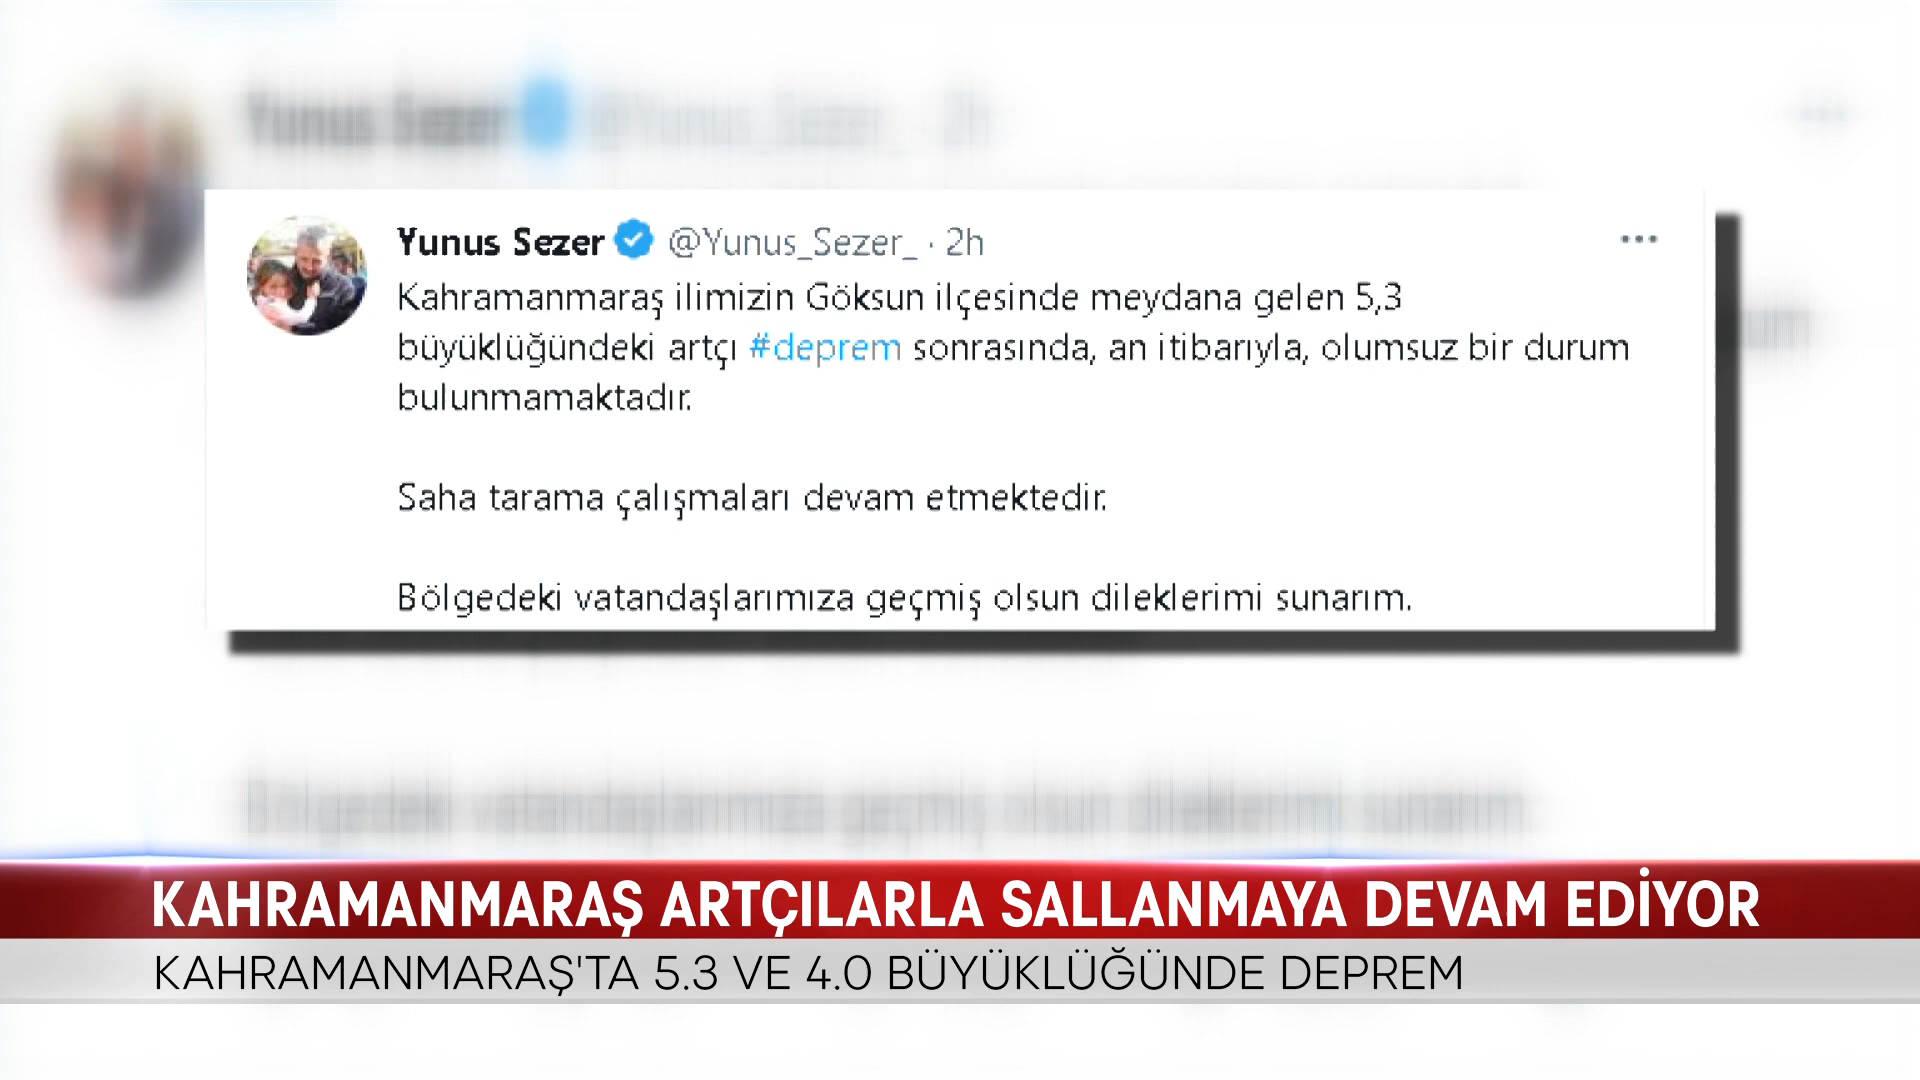 Yunus Sezer @Yunus_Sezer_ · 2h
Kahramanmaraş ilimizin Göksun ilçesinde meydana gelen 5,3
büyüklüğündeki artçı #deprem sonrasında, an itibarıyla, olumsuz bir durum
bulunmamaktadır.
Saha tarama çalışmaları devam etmektedir.
Bölgedeki vatandaşlarımıza geçmiş olsun dileklerimi sunarım.
KAHRAMANMARAŞ ARTÇILARLA SALLANMAYA DEVAM EDİYOR
KAHRAMANMARAŞ'TA 5.3 VE 4.0 BÜYÜKLÜĞÜNDE DEPREM